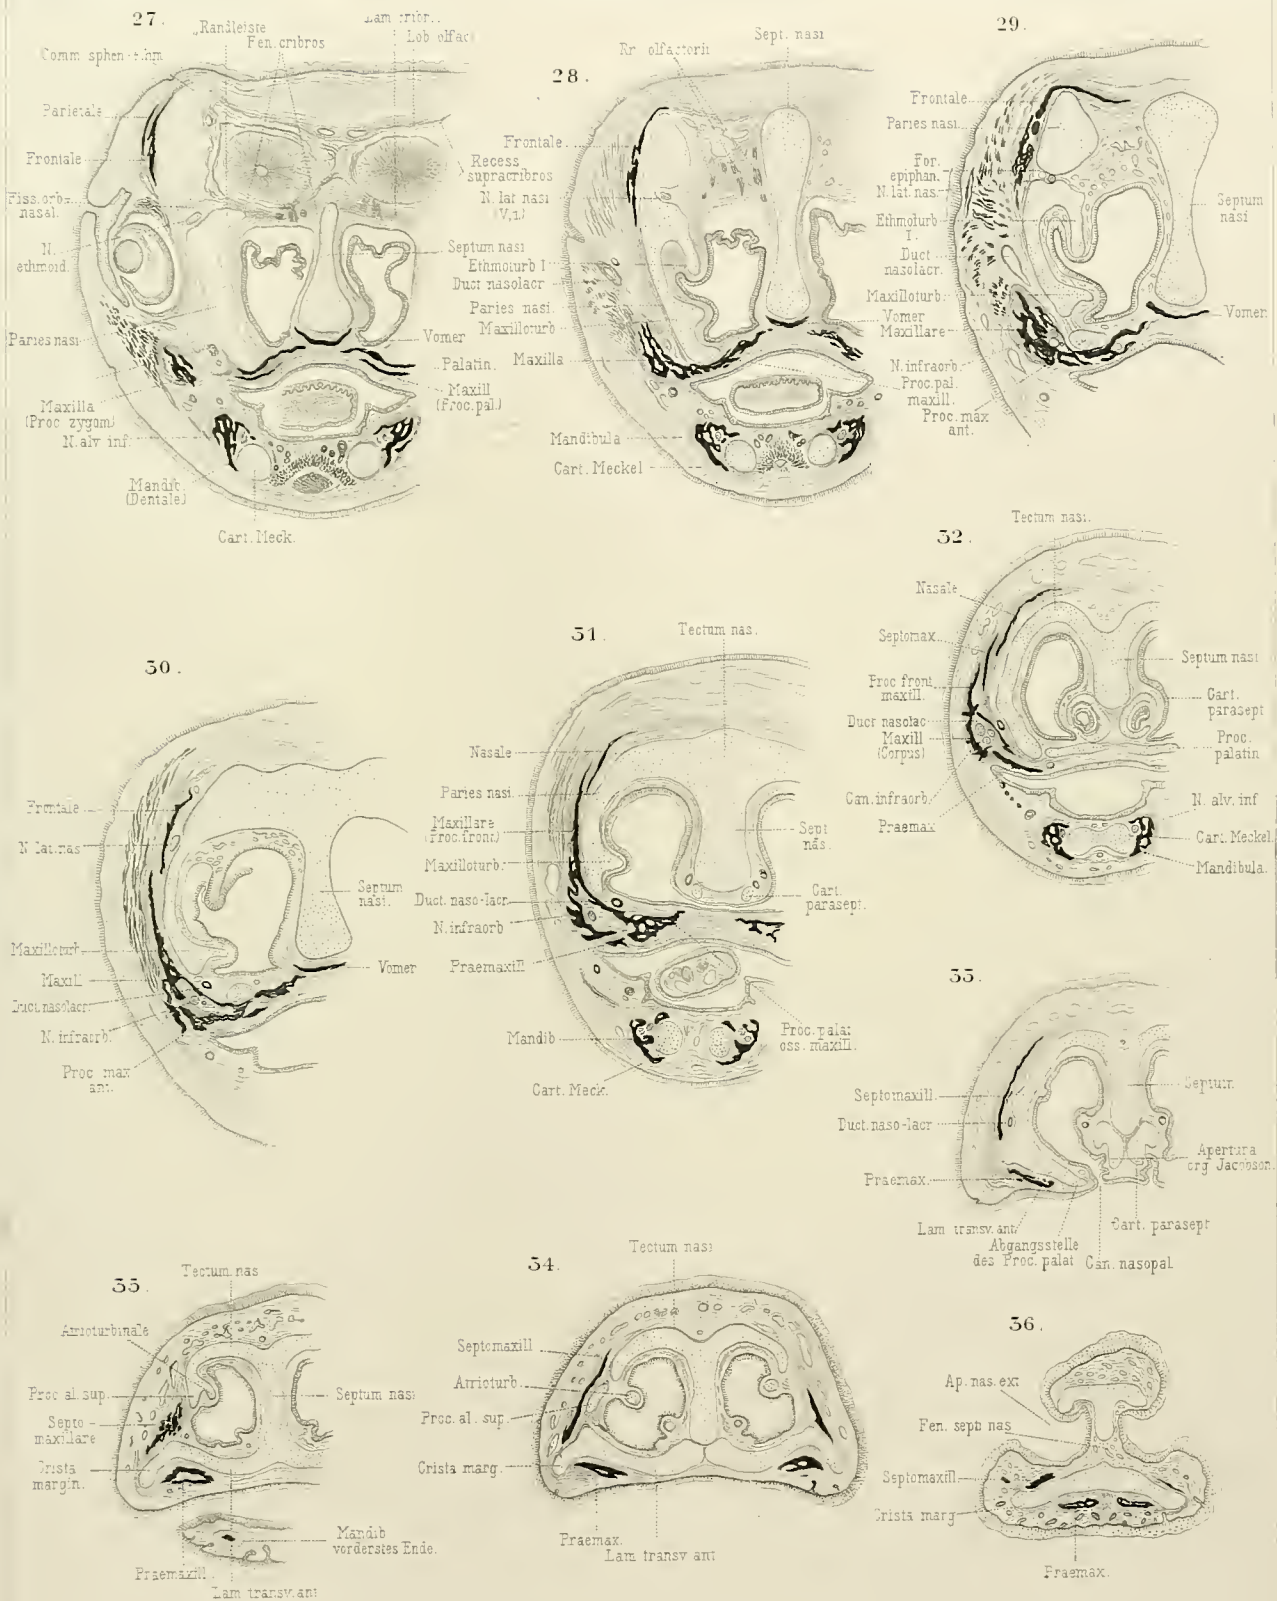 27.
„Randleiste
Fen.cribros
Lam cribr..
Lob olfac
Comm sphen-ethm
Parietale
Frontale
Fiss.orb=
nasal.
N.
ethmoid.
Paries nasi
Maxilla
(Proc zygom)
N. alv inf.
Mandib.
(Dentale)
Cart. Meck.
Recess
supracribros
N. lat nasi
(V,1)
Septum nasi
Vomer
Palatin.
Maxill
(Proc.pal.)
28.
Rr olfactorii
Sept. nasi
Frontale
Ethmoturb I
Duct nasolacr
Paries nasi.
Maxilloturb
Maxilla
Mandibula
Cart. Meckel
Vomer
Maxillare
N. infraorb.
Proc. pal.
maxill.
Proc. max
ant.
29.
Frontale
Paries nasi
For.
epiphan.
N. lat. nas.
Ethmoturb
I.
Duct
nasolacr.
Maxilloturb.
Septum
nasi
Vomer.
30.
Frontale
N lat.nas
Maxilloturb.
Maxill
Duct.nasolacr.
N. infraorb.
Proc max
ant.
Septum
nasi.
Vomer
31.
Tectum nas.
Nasale
Paries nasi.
Maxillare
(Proc.front.)
Maxilloturb.
Duct. naso-lacr.
N. infraorb
Praemaxill
Mandib
Cart. Meck.
Sept
nas.
Cart.
parasept.
Proc. palat
oss. maxill.
32.
Tectum nasi.
Nasale
Septomax.
Proc front
maxill.
Duct nasolac
Maxill
(Corpus)
Can. infraorb.
Praemax
Septum nasi
Cart.
parasept
Proc.
palatin
N. alv. inf
Cart. Meckel.
Mandibula.
33.
Septomaxill.
Duct. naso-lacr
Praemax.
Septum.
Apertura
org Jacobson.
Lam transv. ant
Abgangsstelle
des Proc. palat
Cart. parasept
Can. nasopal.
33.
Tectum. nas
Atrioturbinale
Proc al. sup.
Septo-
maxillare
Crista
margin.
Septum nasi
Mandib
vorderstes Ende.
Praemaxill.
Lam transv. ant
34.
Tectum nasi
Septomaxill
Atrioturb.
Proc. al. sup.
Crista marg.
Praemax.
Lam transv ant
36.
Ap. nas. ext
Fen. sept nas
Septomaxill.
Crista marg
Praemax.